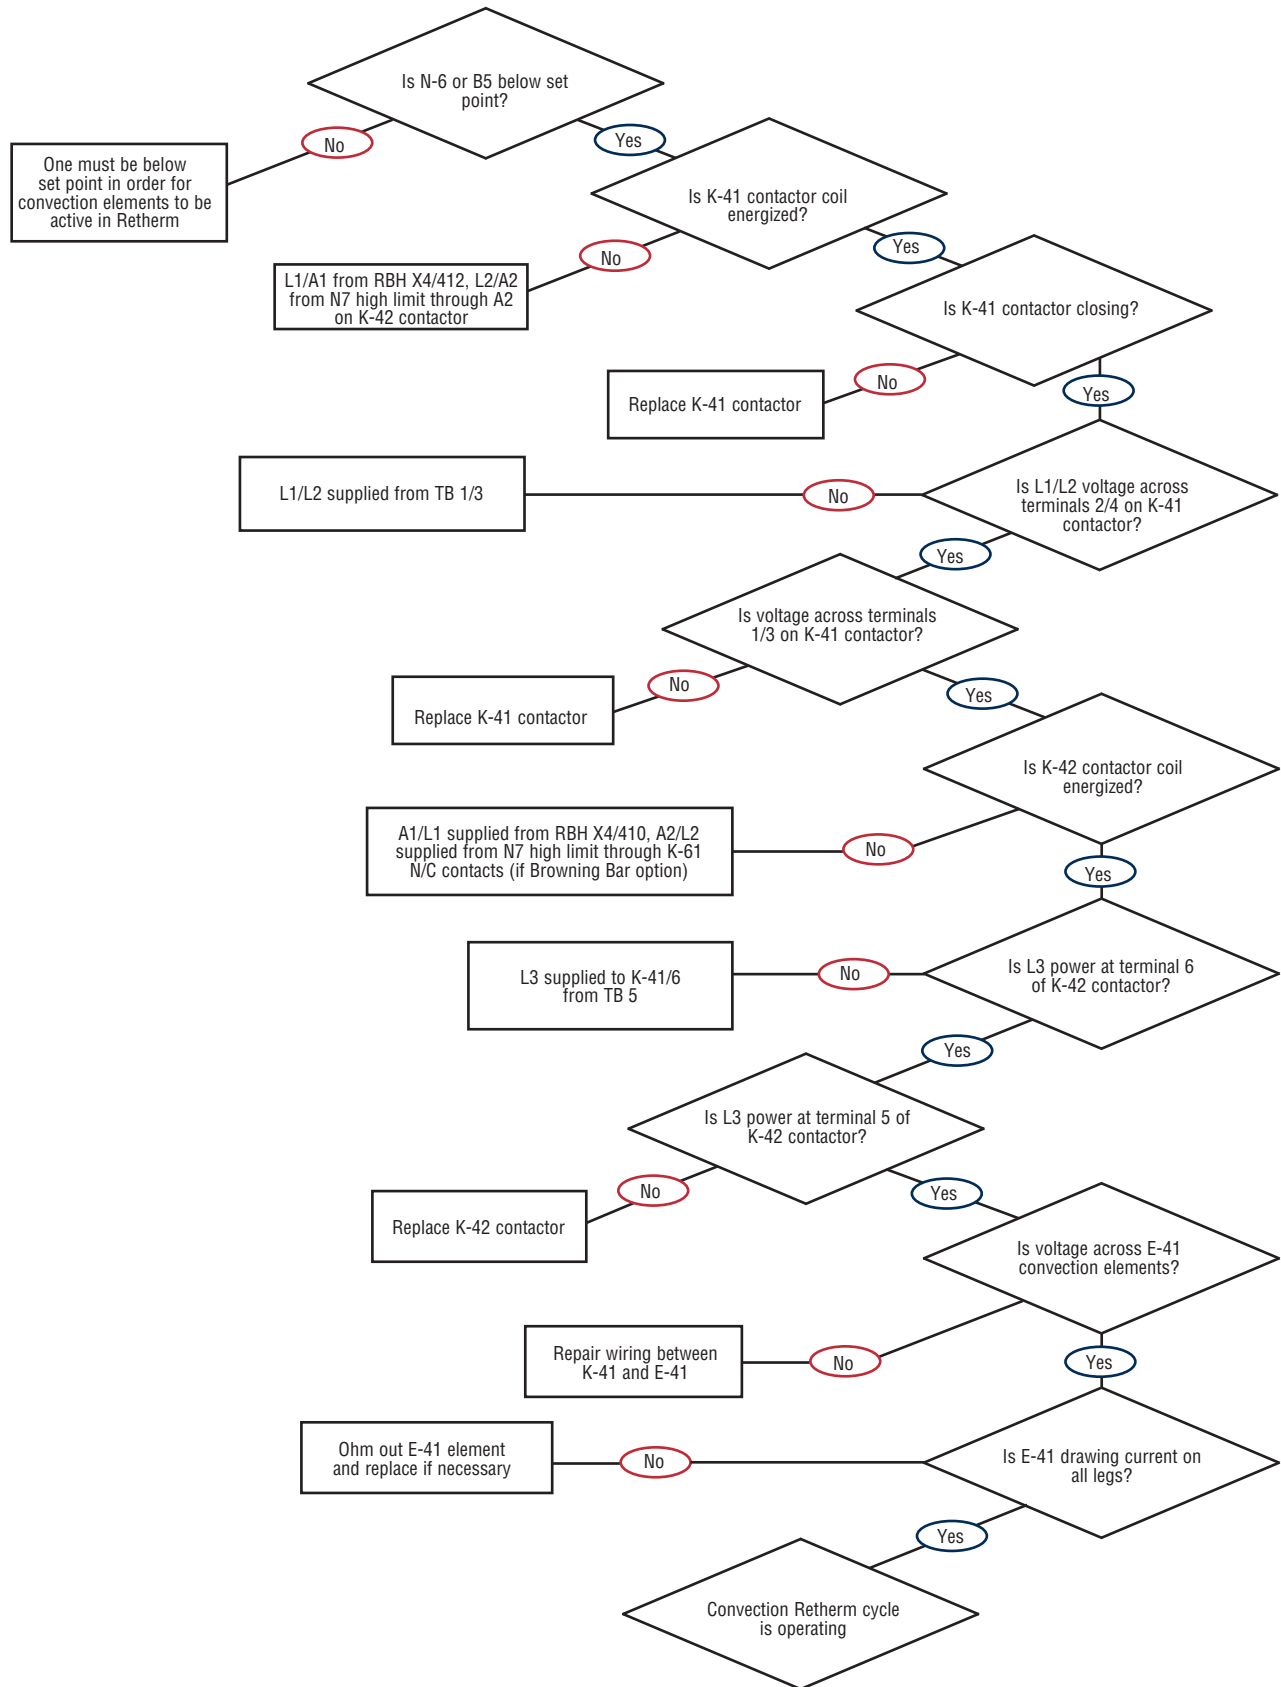 Is N-6 or B5 below set
point?
No
Yes
One must be below
set point in order for
convection elements to be
active in Retherm
Is K-41 contactor coil
energized?
No
Yes
L1/A1 from RBH X4/412, L2/A2
from N7 high limit through A2
on K-42 contactor
Is K-41 contactor closing?
No
Yes
Replace K-41 contactor
Is L1/L2 voltage across
terminals 2/4 on K-41
contactor?
No
L1/L2 supplied from TB 1/3
Yes
Is voltage across terminals
1/3 on K-41 contactor?
No
Yes
Replace K-41 contactor
Is K-42 contactor coil
energized?
No
A1/L1 supplied from RBH X4/410, A2/L2
supplied from N7 high limit through K-61
N/C contacts (if Browning Bar option)
Yes
Is L3 power at terminal 6
of K-42 contactor?
No
L3 supplied to K-41/6
from TB 5
Yes
Is L3 power at terminal 5 of
K-42 contactor?
No
Yes
Replace K-42 contactor
Is voltage across E-41
convection elements?
No
Repair wiring between
K-41 and E-41
Yes
Is E-41 drawing current on
all legs?
No
Ohm out E-41 element
and replace if necessary
Yes
Convection Retherm cycle
is operating